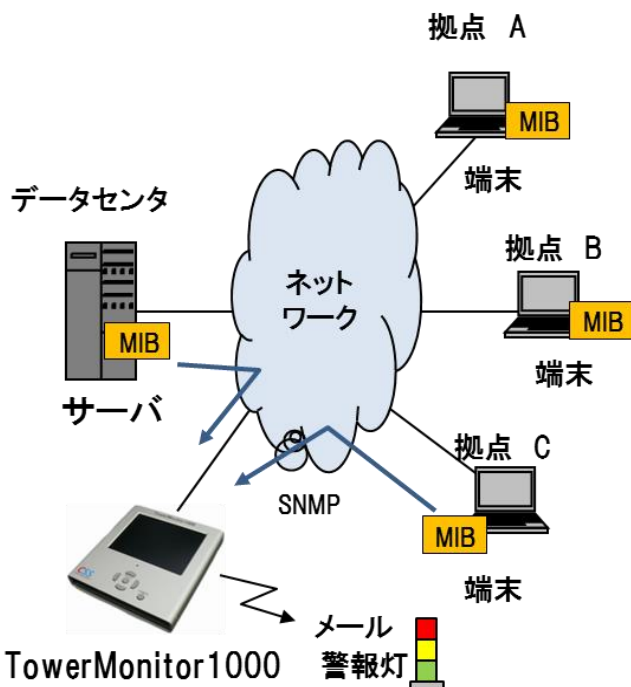 拠点 A
MIB
端末
データセンタ
ネット
ワーク
拠点 B
MIB
MIB
端末
サーバ
拠点 C
SNMP
MIB
端末
CSS
メール
TowerMonitor1000
警報灯